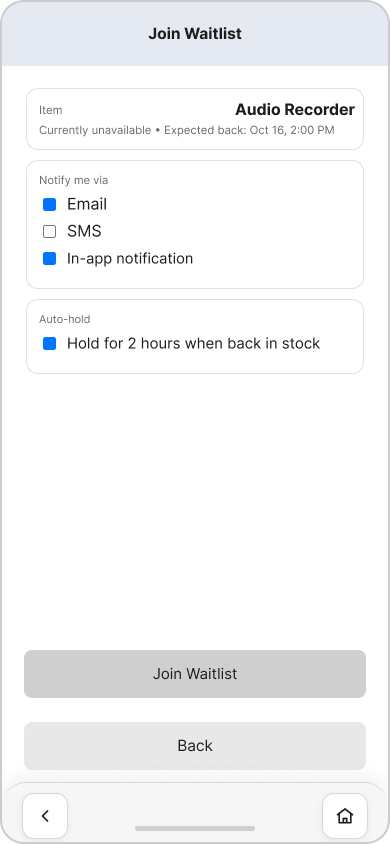 Join Waitlist
Item Audio Recorder
Currently unavailable • Expected back: Oct 16, 2:00 PM
Notify me via
Email
SMS
In-app notification
Auto-hold
Hold for 2 hours when back in stock
Join Waitlist
Back